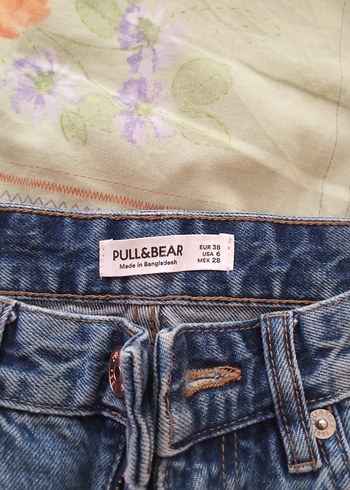 PULL&BEAR
Made in Bangladesh
EUR 38
USA 6
MEX 28